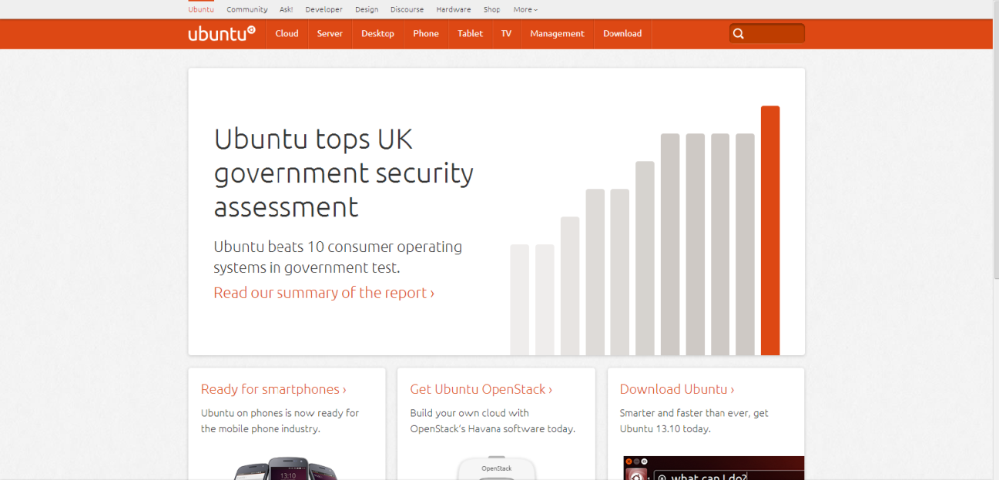 Ubuntu Community Ask! Developer Design Discourse Hardware Shop More
ubuntu Cloud Server Desktop Phone Tablet TV Management Download
Ubuntu tops UK
government security
assessment
Ubuntu beats 10 consumer operating
systems in government test.
Read our summary of the report ›
Ready for smartphones ›
Ubuntu on phones is now ready for
the mobile phone industry.
13:10
Get Ubuntu OpenStack ›
Build your own cloud with
OpenStack's Havana software today.
OpenStack
Download Ubuntu ›
Smarter and faster than ever, get
Ubuntu 13.10 today.
what can I do?